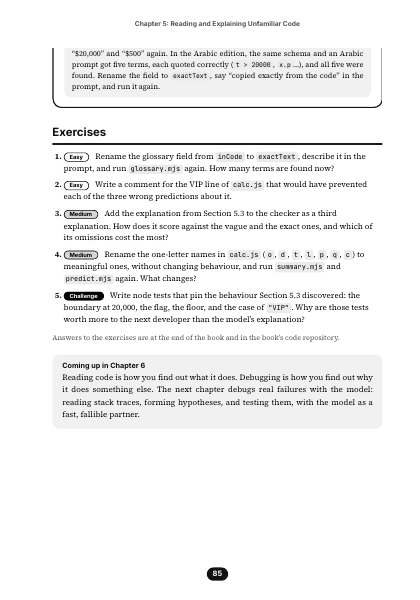 Chapter 5: Reading and Explaining Unfamiliar Code
“$20,000” and “$500” again. In the Arabic edition, the same schema and an Arabic
prompt got five terms, each quoted correctly ( t > 20000 , x.p …), and all five were
found. Rename the field to exactText , say “copied exactly from the code” in the
prompt, and run it again.
Exercises
1. Easy Rename the glossary field from inCode to exactText , describe it in the
prompt, and run glossary.mjs again. How many terms are found now?
2. Easy Write a comment for the VIP line of calc.js that would have prevented
each of the three wrong predictions about it.
3. Medium Add the explanation from Section 5.3 to the checker as a third
explanation. How does it score against the vague and the exact ones, and which of
its omissions cost the most?
4. Medium Rename the one-letter names in calc.js ( o , d , t , l , p , q , c ) to
meaningful ones, without changing behaviour, and run summary.mjs and
predict.mjs again. What changes?
5. Challenge Write node tests that pin the behaviour Section 5.3 discovered: the
boundary at 20,000, the flag, the floor, and the case of "VIP" . Why are those tests
worth more to the next developer than the model’s explanation?
Answers to the exercises are at the end of the book and in the book’s code repository.
Coming up in Chapter 6
Reading code is how you find out what it does. Debugging is how you find out why
it does something else. The next chapter debugs real failures with the model:
reading stack traces, forming hypotheses, and testing them, with the model as a
fast, fallible partner.
85